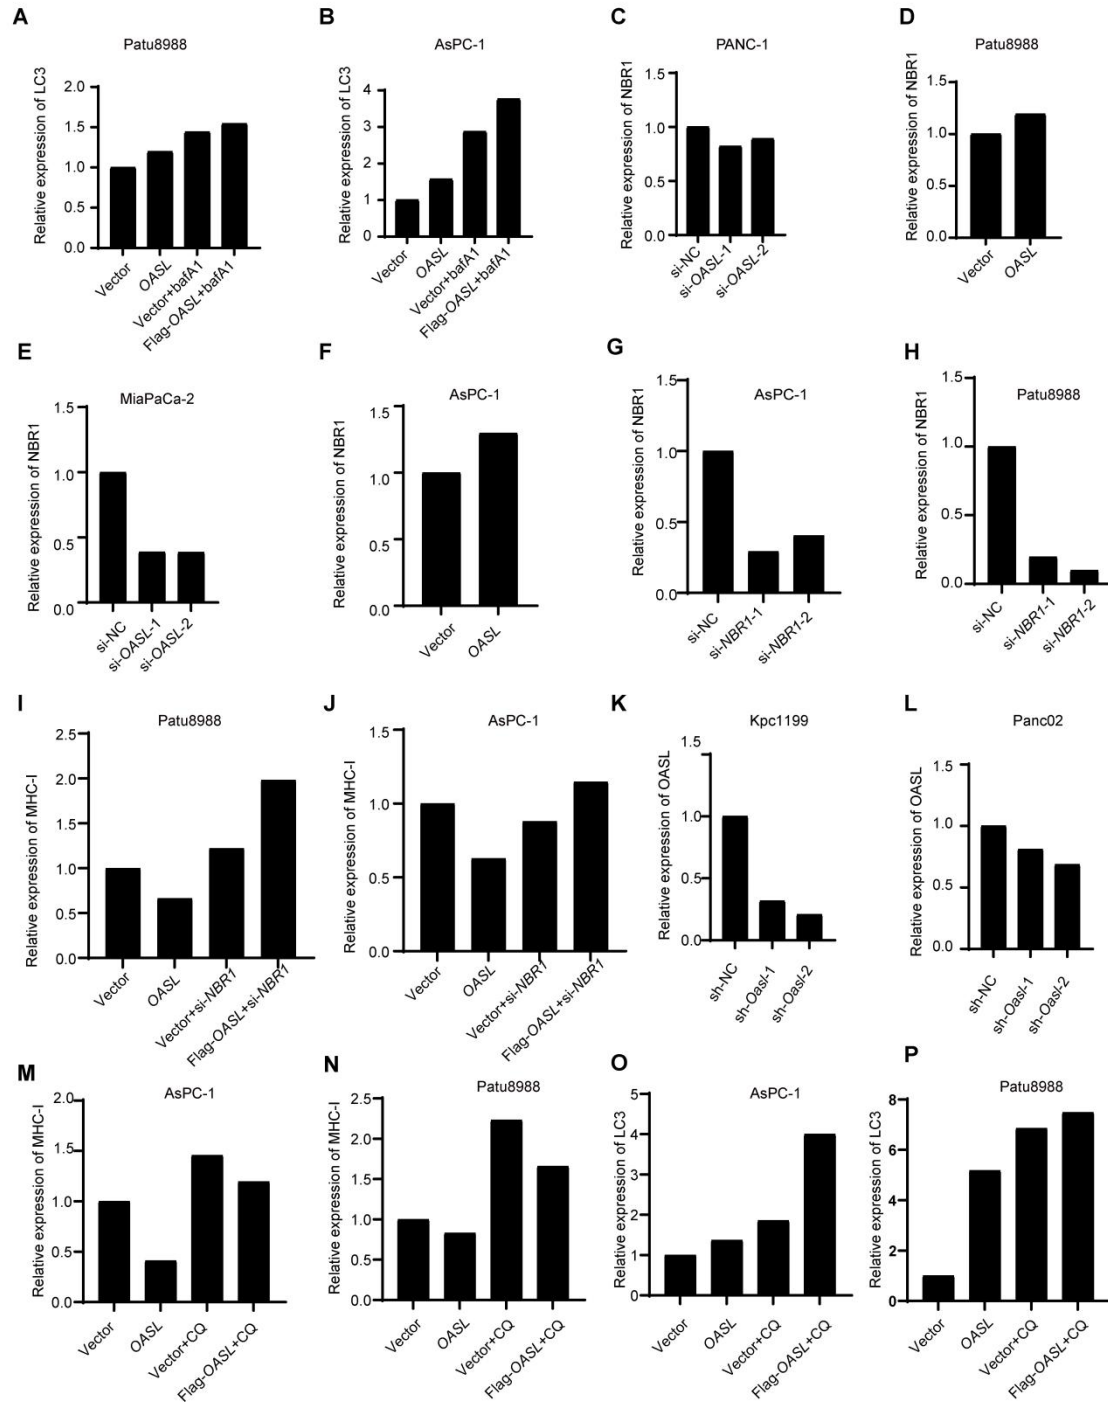 A
Patu8988
Relative expression of LC3
2.0
1.5
1.0
0.5
0.0
Vector
OASL
Vector+bafA1
Flag-OASL+bafA1
B
AsPC-1
Relative expression of LC3
4
3
2
1
0
Vector
OASL
Vector+bafA1
Flag-OASL+bafA1
C
PANC-1
Relative expression of NBR1
1.5
1.0
0.5
0.0
si-NC
si-OASL-1
si-OASL-2
D
Patu8988
Relative expression of NBR1
1.5
1.0
0.5
0.0
Vector
OASL
E
MiaPaCa-2
Relative expression of NBR1
1.5
1.0
0.5
0.0
si-NC
si-OASL-1
si-OASL-2
F
AsPC-1
Relative expression of NBR1
1.5
1.0
0.5
0.0
Vector
OASL
G
AsPC-1
Relative expression of NBR1
1.5
1.0
0.5
0.0
si-NC
si-NBR1-1
si-NBR1-2
H
Patu8988
Relative expression of NBR1
1.5
1.0
0.5
0.0
si-NC
si-NBR1-1
si-NBR1-2
I
Patu8988
Relative expression of MHC-I
2.5
2.0
1.5
1.0
0.5
0.0
Vector
OASL
Vector+si-NBR1
Flag-OASL+si-NBR1
J
AsPC-1
Relative expression of MHC-I
1.5
1.0
0.5
0.0
Vector
OASL
Vector+si-NBR1
Flag-OASL+si-NBR1
K
Kpc1199
Relative expression of OASL
1.5
1.0
0.5
0.0
sh-NC
sh-Oasl-1
sh-Oasl-2
L
Panc02
Relative expression of OASL
1.5
1.0
0.5
0.0
sh-NC
sh-Oasl-1
sh-Oasl-2
M
AsPC-1
Relative expression of MHC-I
2.0
1.5
1.0
0.5
0.0
Vector
OASL
Vector+CQ
Flag-OASL+CQ
N
Patu8988
Relative expression of MHC-I
2.5
2.0
1.5
1.0
0.5
0.0
Vector
OASL
Vector+CQ
Flag-OASL+CQ
O
AsPC-1
Relative expression of LC3
5
4
3
2
1
0
Vector
OASL
Vector+CQ
Flag-OASL+CQ
P
Patu8988
Relative expression of LC3
8
6
4
2
0
Vector
OASL
Vector+CQ
Flag-OASL+CQ